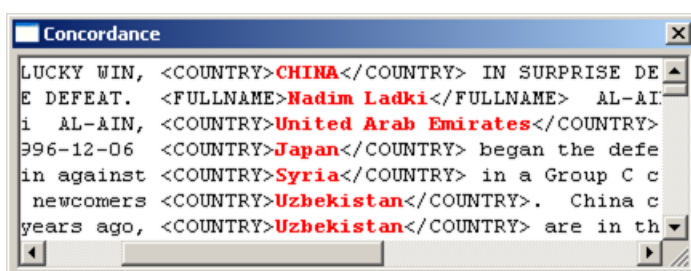 Concordance
LUCKY WIN, <COUNTRY>CHINA</COUNTRY> IN SURPRISE DE
E DEFEAT. <FULLNAME>Nadim Ladki</FULLNAME> AL-AI
i AL-AIN, <COUNTRY>United Arab Emirates</COUNTRY>
996-12-06 <COUNTRY>Japan</COUNTRY> began the defe
in against <COUNTRY>Syria</COUNTRY> in a Group C c
newcomers <COUNTRY>Uzbekistan</COUNTRY>. China c
years ago, <COUNTRY>Uzbekistan</COUNTRY> are in th